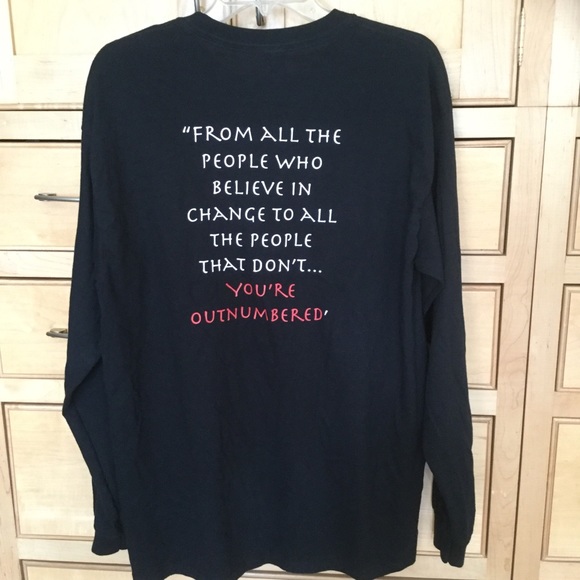 “FROM ALL THE
PEOPLE WHO
BELIEVE IN
CHANGE TO ALL
THE PEOPLE
THAT DON'T...
YOU'RE
OUTNUMBERED’